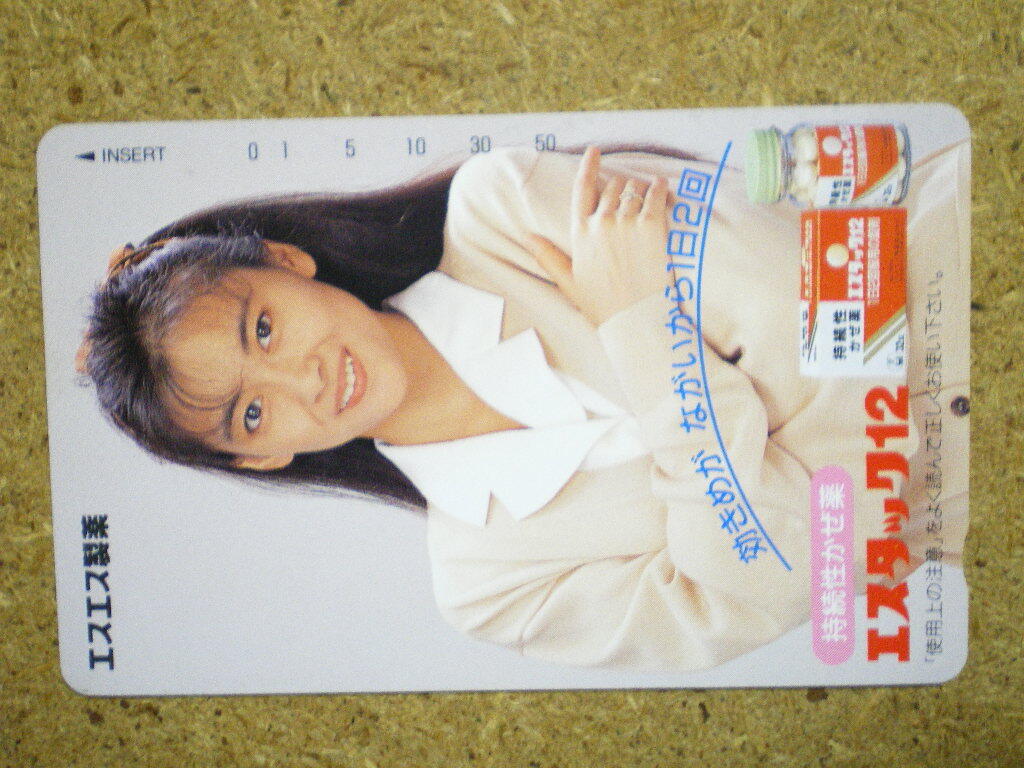 ◀ INSERT 0 1 5 10 30 50
エスエス製薬
効きめが ながいから1日2回
持続性
かぜ薬
エスタック12
持続性かぜ薬
エスタック12
「使用上の注意」をよく読んで正しくお使い下さい。